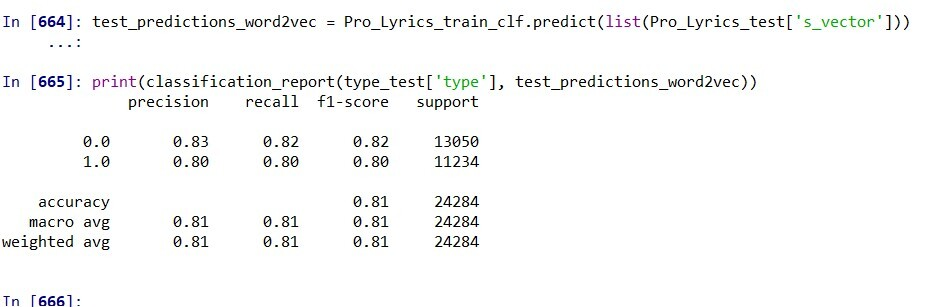 In [664]: test_predictions_word2vec = Pro_Lyrics_train_clf.predict(list(Pro_Lyrics_test['s_vector']))
...:
In [665]: print(classification_report(type_test['type'], test_predictions_word2vec))
precision recall f1-score support
0.0 0.83 0.82 0.82 13050
1.0 0.80 0.80 0.80 11234
accuracy 0.81 24284
macro avg 0.81 0.81 0.81 24284
weighted avg 0.81 0.81 0.81 24284
In [666]: